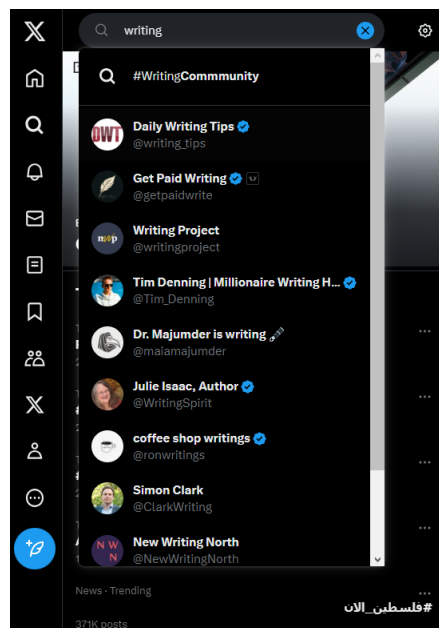 writing
#WritingCommmunity
DWT
Daily Writing Tips
@writing_tips
Get Paid Writing
@getpaidwrite
Writing Project
@writingproject
Tim Denning | Millionaire Writing H...
@Tim_Denning
Dr. Majumder is writing
@maiamajumder
Julie Isaac, Author
@WritingSpirit
coffee shop writings
@ronwritings
Simon Clark
@ClarkWriting
N W
N
New Writing North
@NewWritingNorth
News · Trending
#فلسطين_الان
371K posts